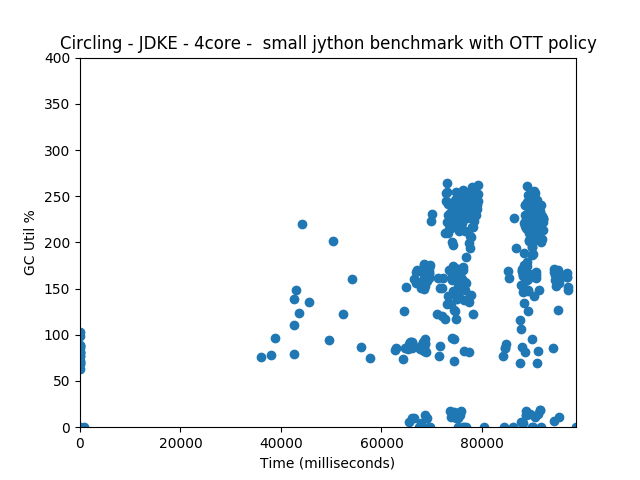 Circling - JDKE - 4core -  small jython benchmark with OTT policy
400
350
300
250
200
150
100
50
0
GC Util %
0 20000 40000 60000 80000
Time (milliseconds)